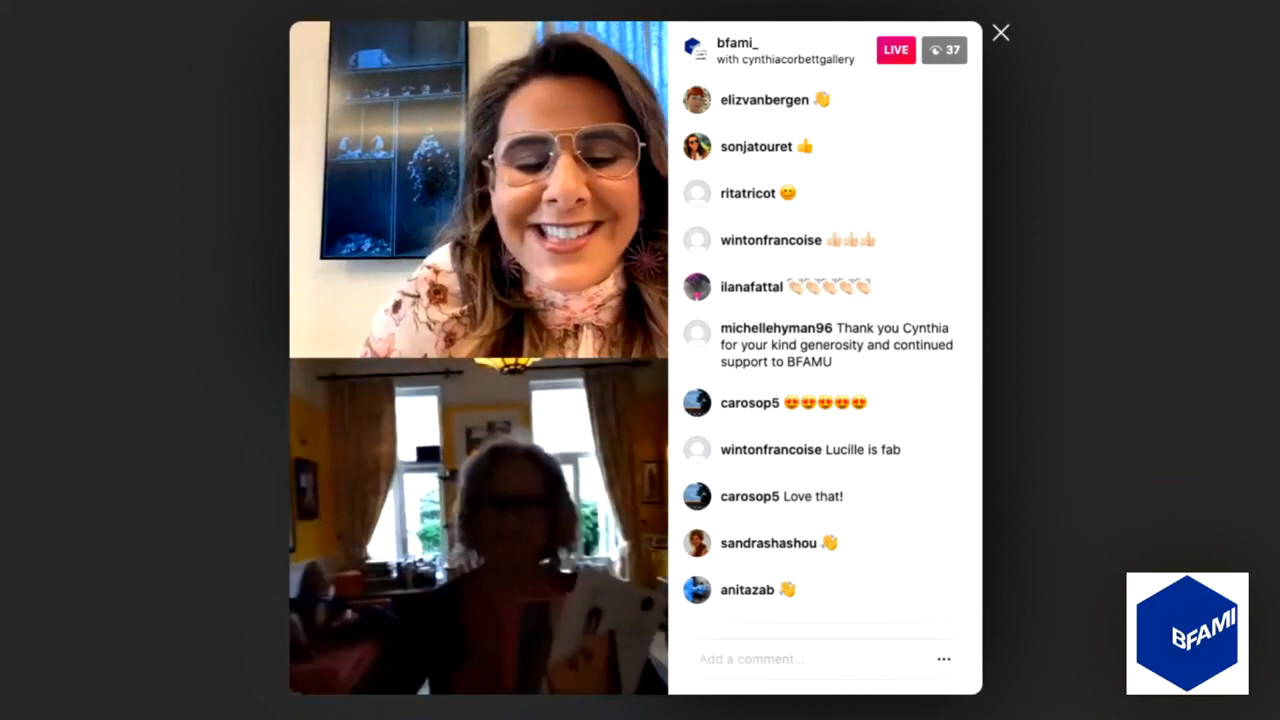 bfami_
with cynthiacorbettgallery
LIVE
37
elizvanbergen 👋
sonjatouret 👍
ritatricot 😊
wintonfrancoise 👍🏻👍🏻👍🏻
ilanafattal 👏🏻👏🏻👏🏻👏🏻👏🏻
michellehyman96 Thank you Cynthia
for your kind generosity and continued
support to BFAMU
carosop5 😍😍😍😍😍
wintonfrancoise Lucille is fab
carosop5 Love that!
sandrashashou 👋
anitazab 👋
Add a comment...
BFAMI